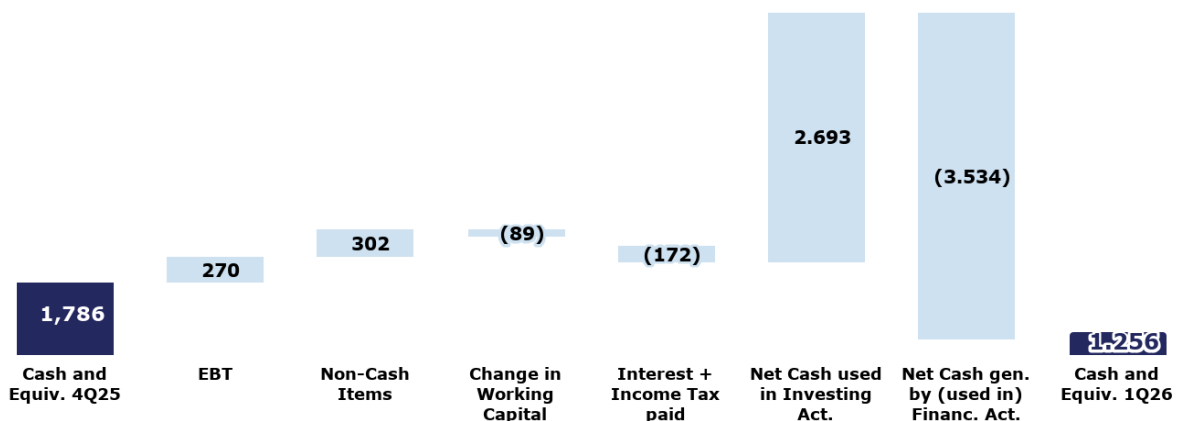 2.693
(3.534)
(89)
302
(172)
270
1,786
1.256
Cash and
Equiv. 4Q25
EBT
Non-Cash
Items
Change in
Working
Capital
Interest +
Income Tax
paid
Net Cash used
in Investing
Act.
Net Cash gen.
by (used in)
Financ. Act.
Cash and
Equiv. 1Q26